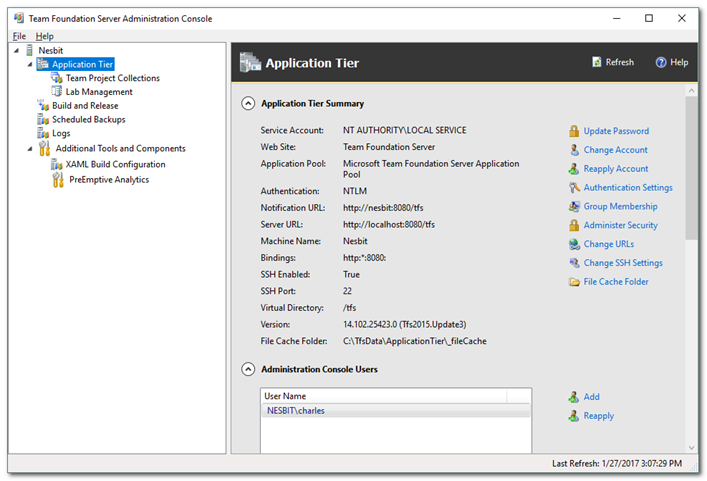 Team Foundation Server Administration Console
File Help
Nesbit
Application Tier
Team Project Collections
Lab Management
Build and Release
Scheduled Backups
Logs
Additional Tools and Components
XAML Build Configuration
PreEmptive Analytics
Application Tier
Refresh
Help
Application Tier Summary
Service Account: NT AUTHORITY\LOCAL SERVICE
Web Site: Team Foundation Server
Application Pool: Microsoft Team Foundation Server Application
Pool
Authentication: NTLM
Notification URL: http://nesbit:8080/tfs
Server URL: http://localhost:8080/tfs
Machine Name: Nesbit
Bindings: http:*:8080:
SSH Enabled: True
SSH Port: 22
Virtual Directory: /tfs
Version: 14.102.25423.0 (Tfs2015.Update3)
File Cache Folder: C:\TfsData\ApplicationTier\_fileCache
Update Password
Change Account
Reapply Account
Authentication Settings
Group Membership
Administer Security
Change URLs
Change SSH Settings
File Cache Folder
Administration Console Users
User Name
NESBIT\charles
Add
Reapply
Last Refresh: 1/27/2017 3:07:29 PM